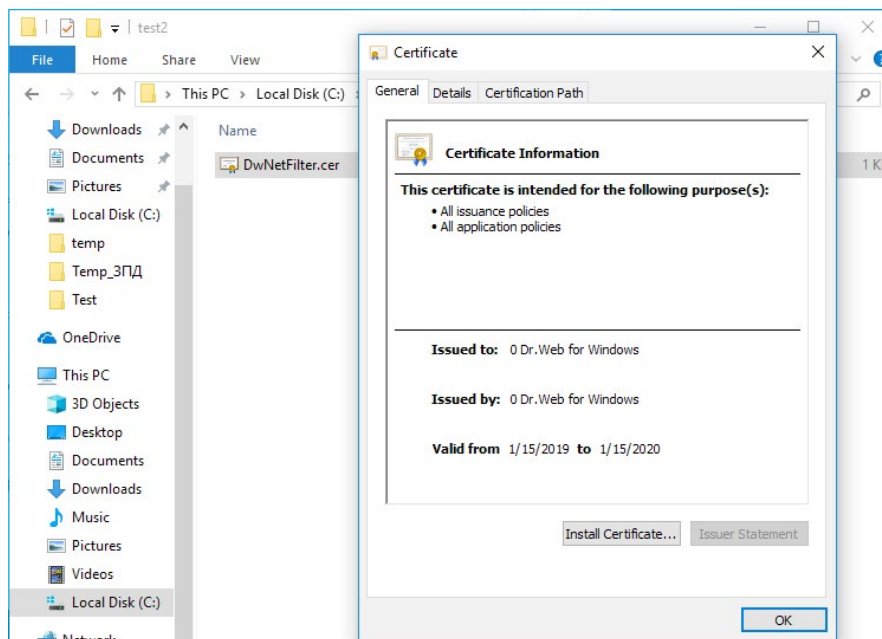 test2
File Home Share View
This PC > Local Disk (C:)
Downloads
Documents
Pictures
Local Disk (C:)
temp
Temp_ЗПД
Test
OneDrive
This PC
3D Objects
Desktop
Documents
Downloads
Music
Pictures
Videos
Local Disk (C:)
Network
Name
DwNetFilter.cer
1 K
Certificate
General Details Certification Path
Certificate Information
This certificate is intended for the following purpose(s):
• All issuance policies
• All application policies
Issued to: 0 Dr.Web for Windows
Issued by: 0 Dr.Web for Windows
Valid from 1/15/2019 to 1/15/2020
Install Certificate... Issuer Statement
OK